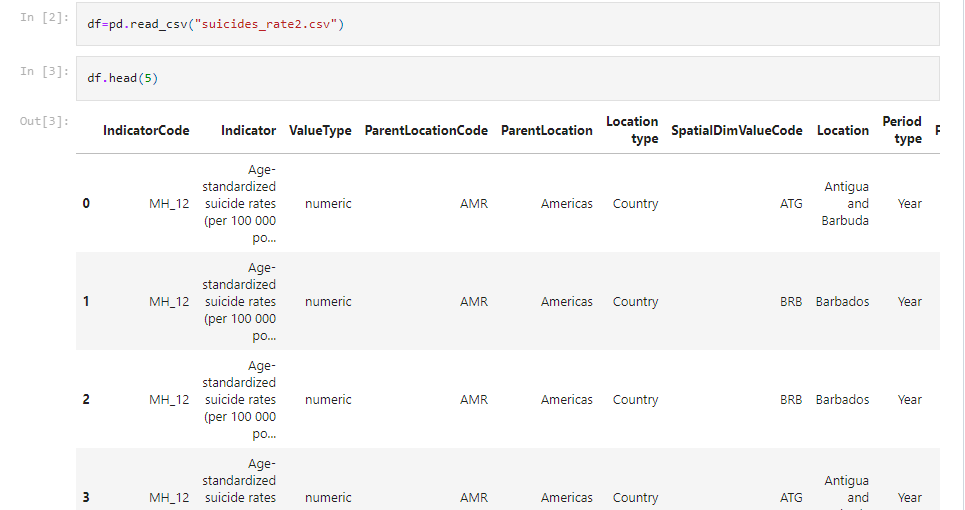 In [2]: df=pd.read_csv("suicides_rate2.csv")
In [3]: df.head(5)
Out[3]:
IndicatorCode Indicator ValueType ParentLocationCode ParentLocation Location type SpatialDimValueCode Location Period type
0 MH_12 Age-standardized suicide rates (per 100 000 po... numeric AMR Americas Country ATG Antigua and Barbuda Year
1 MH_12 Age-standardized suicide rates (per 100 000 po... numeric AMR Americas Country BRB Barbados Year
2 MH_12 Age-standardized suicide rates (per 100 000 po... numeric AMR Americas Country BRB Barbados Year
3 MH_12 Age-standardized suicide rates numeric AMR Americas Country ATG Antigua and Year